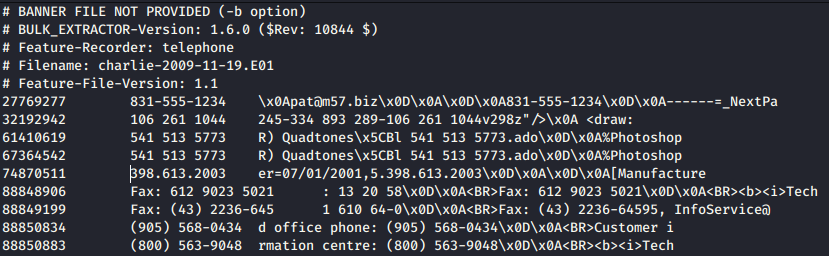 # BANNER FILE NOT PROVIDED (-b option)
# BULK_EXTRACTOR-Version: 1.6.0 ($Rev: 10844 $)
# Feature-Recorder: telephone
# Filename: charlie-2009-11-19.E01
# Feature-File-Version: 1.1
27769277 831-555-1234 \x0Apat@m57.biz\x0D\x0A\x0D\x0A831-555-1234\x0D\x0A------=_NextPa
32192942 106 261 1044 245-334 893 289-106 261 1044v298z"/>\x0A <draw:
61410619 541 513 5773 R) Quadtones\x5CBl 541 513 5773.ado\x0D\x0A%Photoshop
67364542 541 513 5773 R) Quadtones\x5CBl 541 513 5773.ado\x0D\x0A%Photoshop
74870511 398.613.2003 er=07/01/2001,5.398.613.2003\x0D\x0A\x0D\x0A[Manufacture
88848906 Fax: 612 9023 5021 : 13 20 58\x0D\x0A<BR>Fax: 612 9023 5021\x0D\x0A<BR><b><i>Tech
88849199 Fax: (43) 2236-645 1 610 64-0\x0D\x0A<BR>Fax: (43) 2236-64595, InfoService@
88850834 (905) 568-0434 d office phone: (905) 568-0434\x0D\x0A<BR>Customer i
88850883 (800) 563-9048 rmation centre: (800) 563-9048\x0D\x0A<BR><b><i>Tech